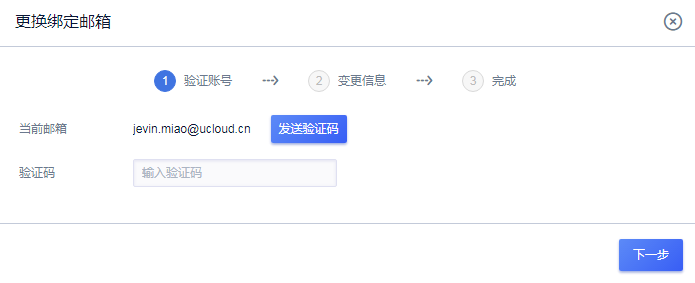 更换绑定邮箱
1 验证账号 2 变更信息 3 完成
当前邮箱 jevin.miao@ucloud.cn 发送验证码
验证码 输入验证码
下一步